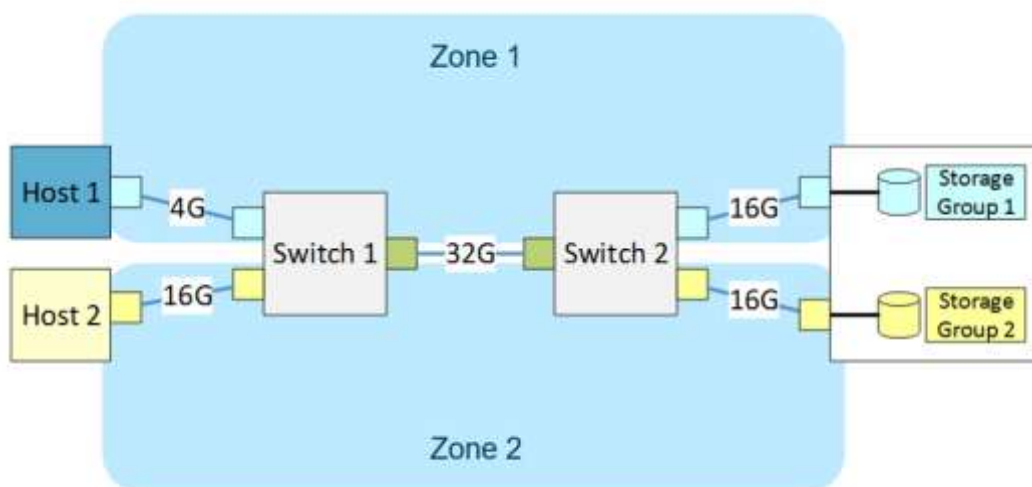 Zone 1
Host 1
4G
Switch 1
32G
Switch 2
16G
Storage
Group 1
Host 2
16G
16G
Storage
Group 2
Zone 2